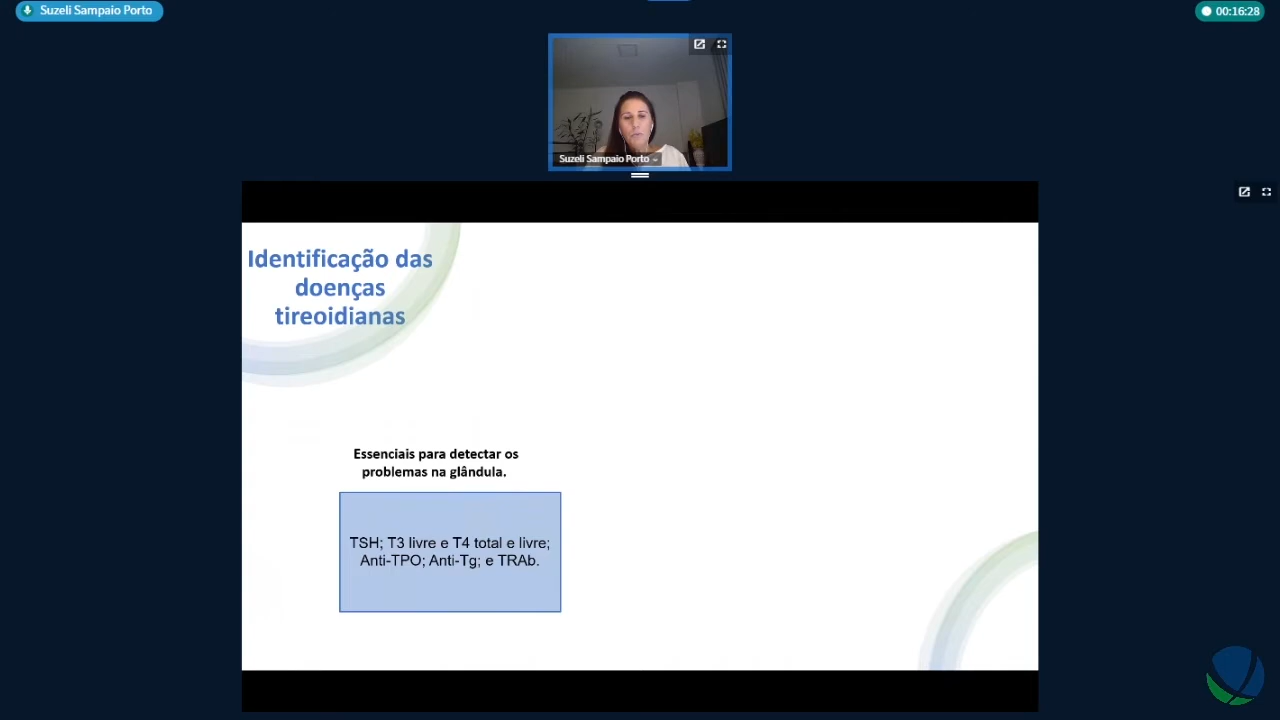 Suzeli Sampaio Porto
00:16:28
Suzeli Sampaio Porto
Identificação das
doenças
tireoidianas
Essenciais para detectar os
problemas na glândula.
TSH; T3 livre e T4 total e livre;
Anti-TPO; Anti-Tg; e TRAb.